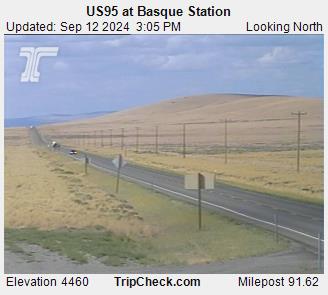 US95 at Basque Station
Updated: Sep 12 2024 3:05 PM Looking North
Elevation 4460 TripCheck.com Milepost 91.62